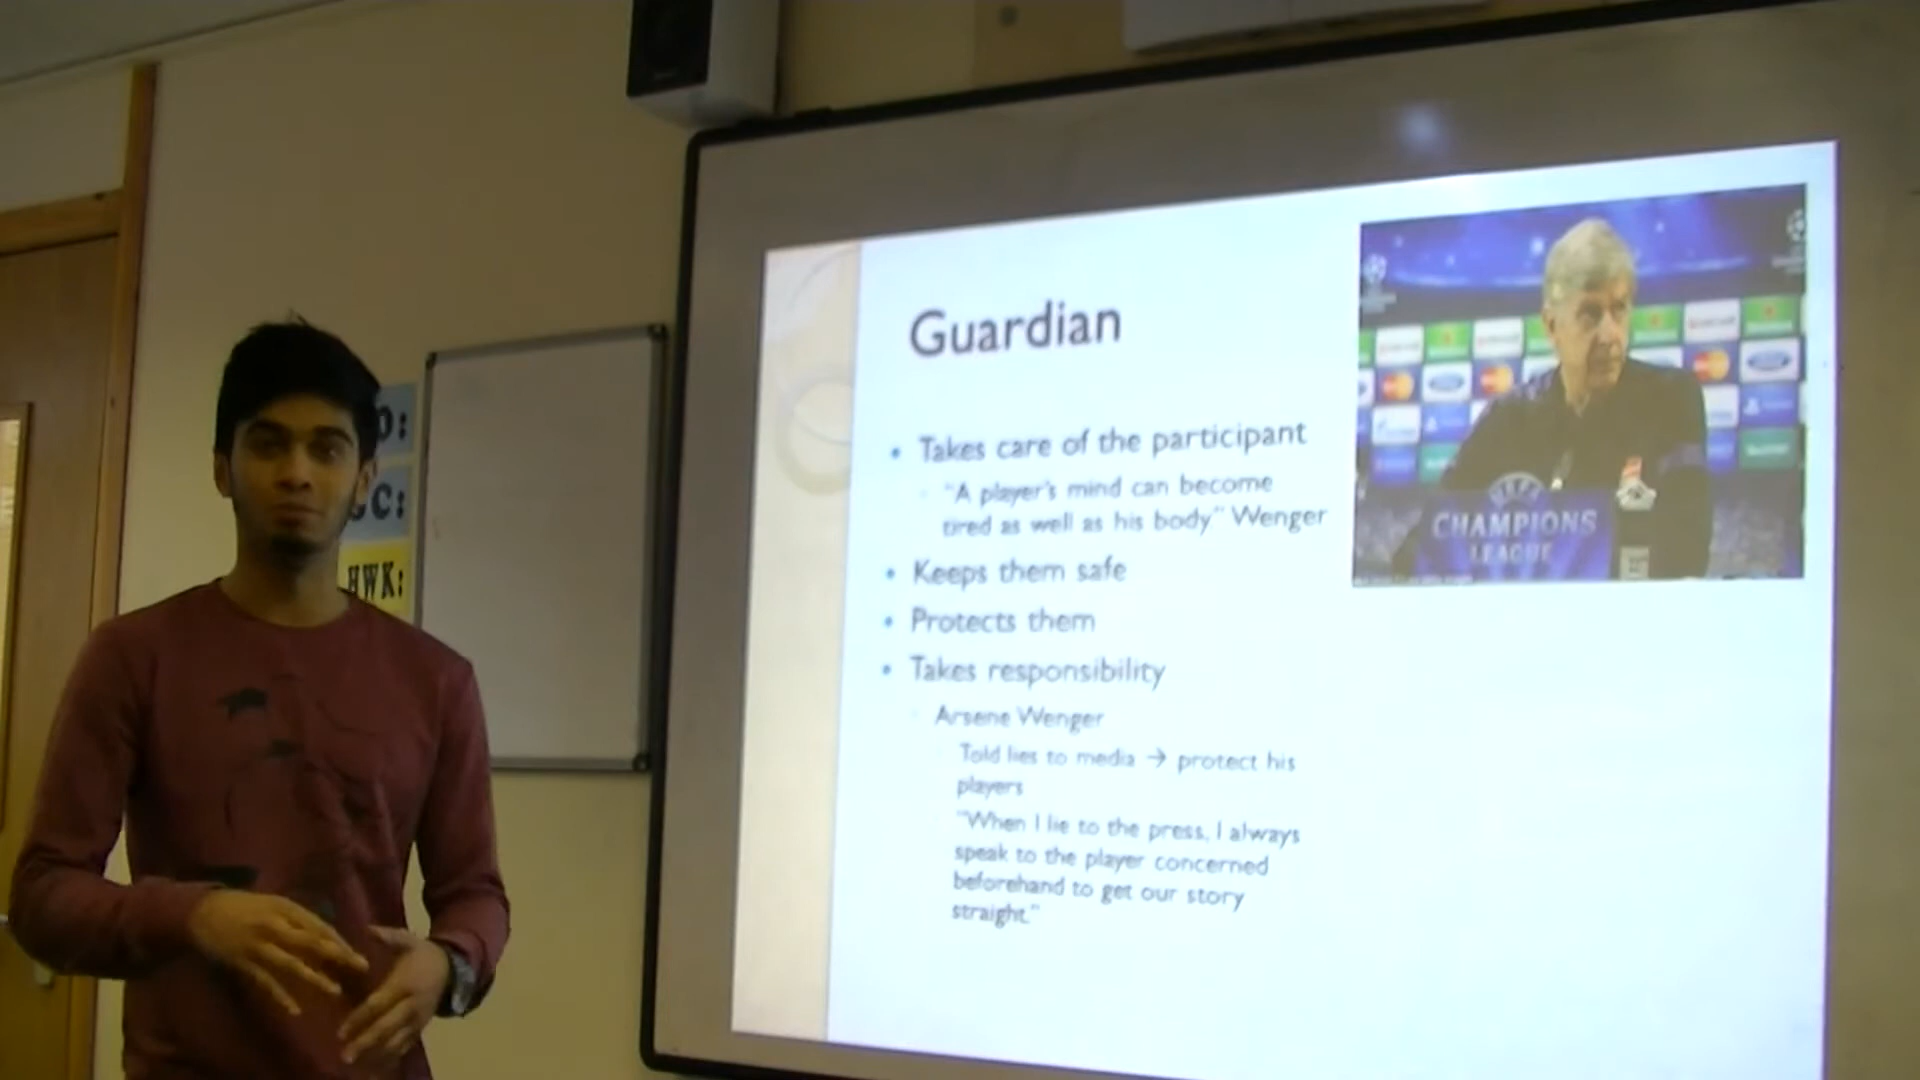 O:
CC:
HWK:
Guardian
• Takes care of the participant
"A player's mind can become
tired as well as his body" Wenger
• Keeps them safe
• Protects them
• Takes responsibility
Arsene Wenger
Told lies to media → protect his
players
"When I lie to the press, I always
speak to the player concerned
beforehand to get our story
straight."
UEFA
CHAMPIONS
LEAGUE